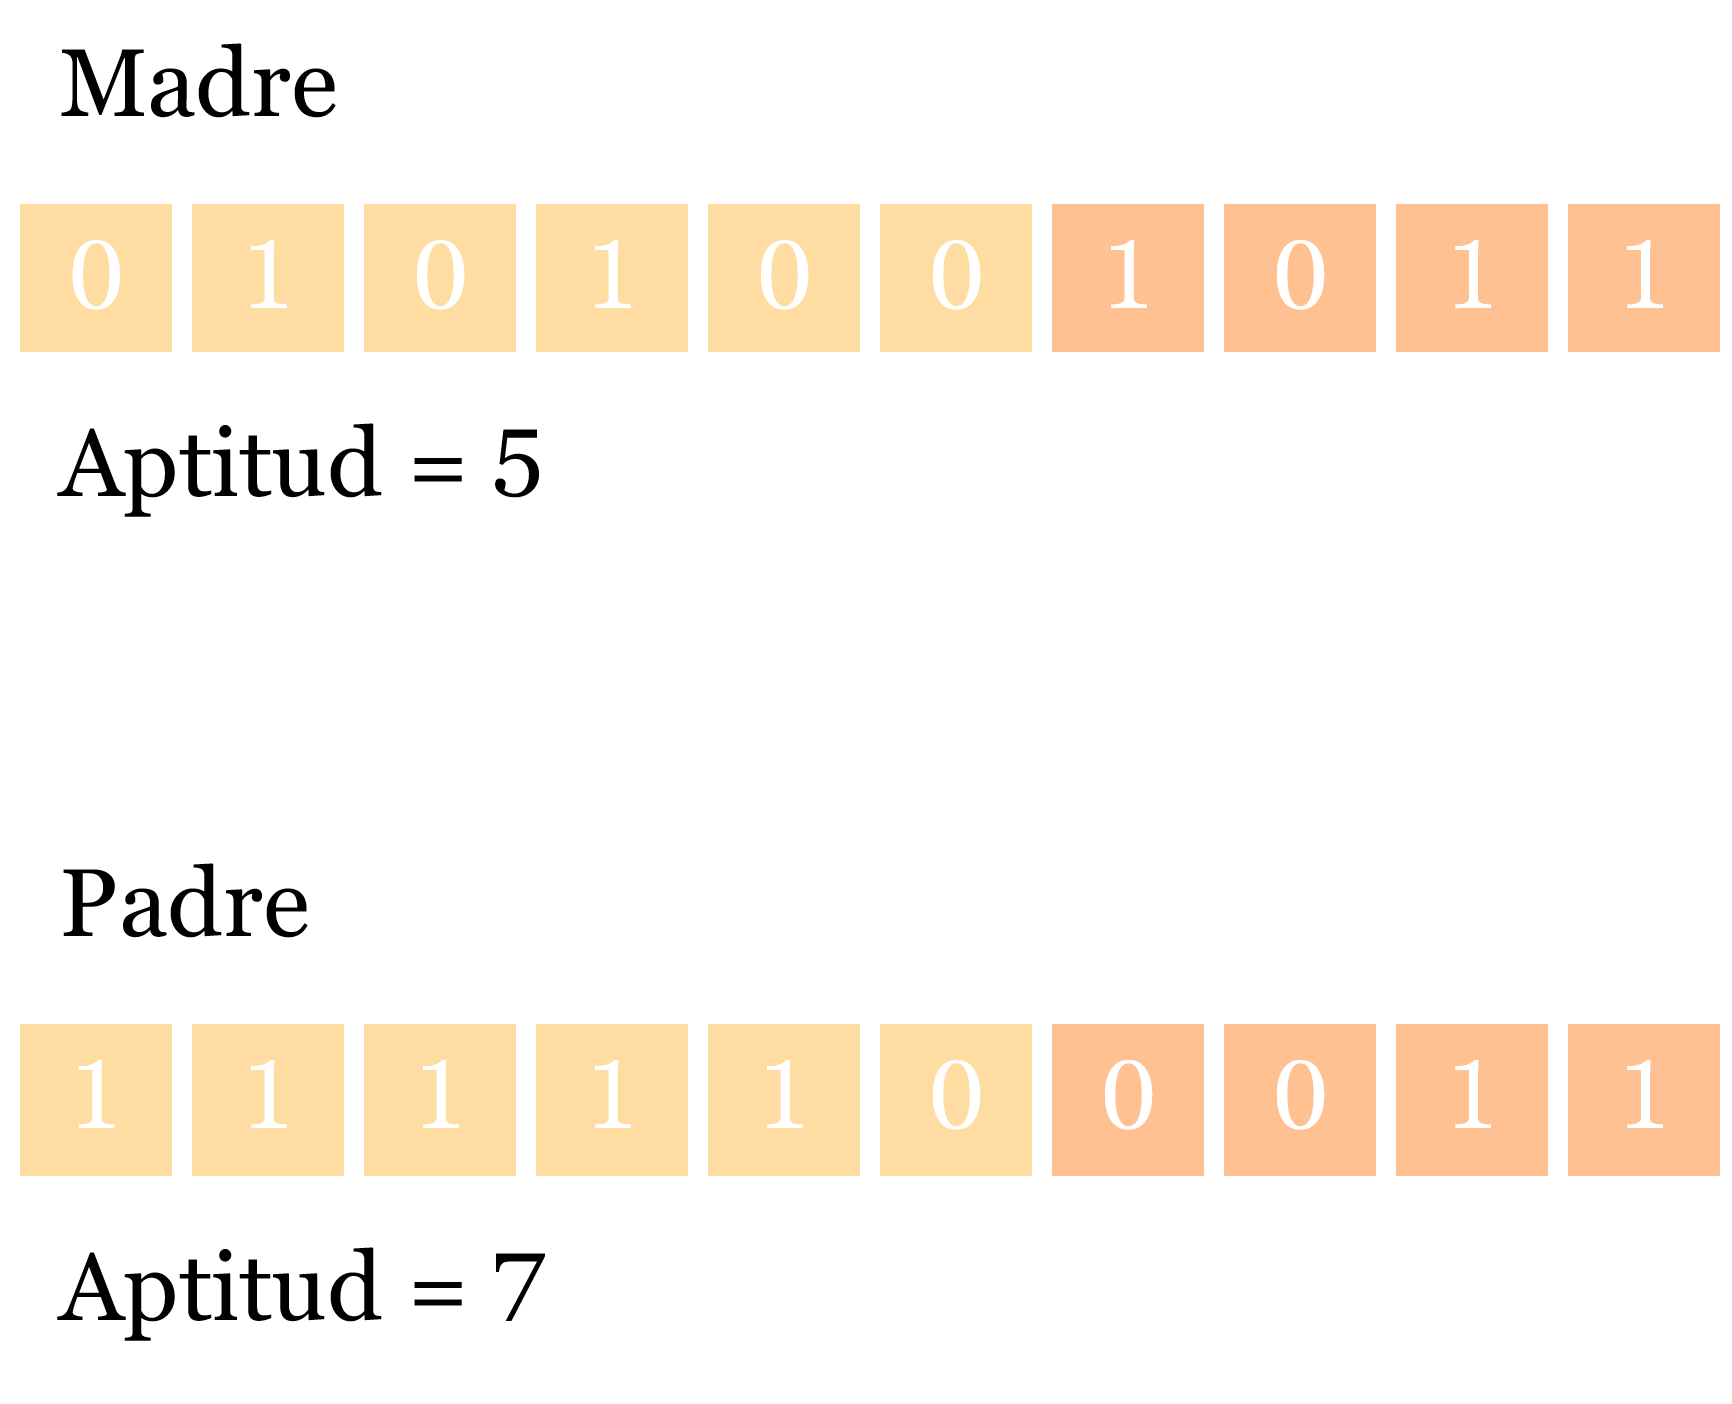 Madre
0 1 0 1 0 0 1 0 1 1
Aptitud = 5
Padre
1 1 1 1 1 0 0 0 1 1
Aptitud = 7